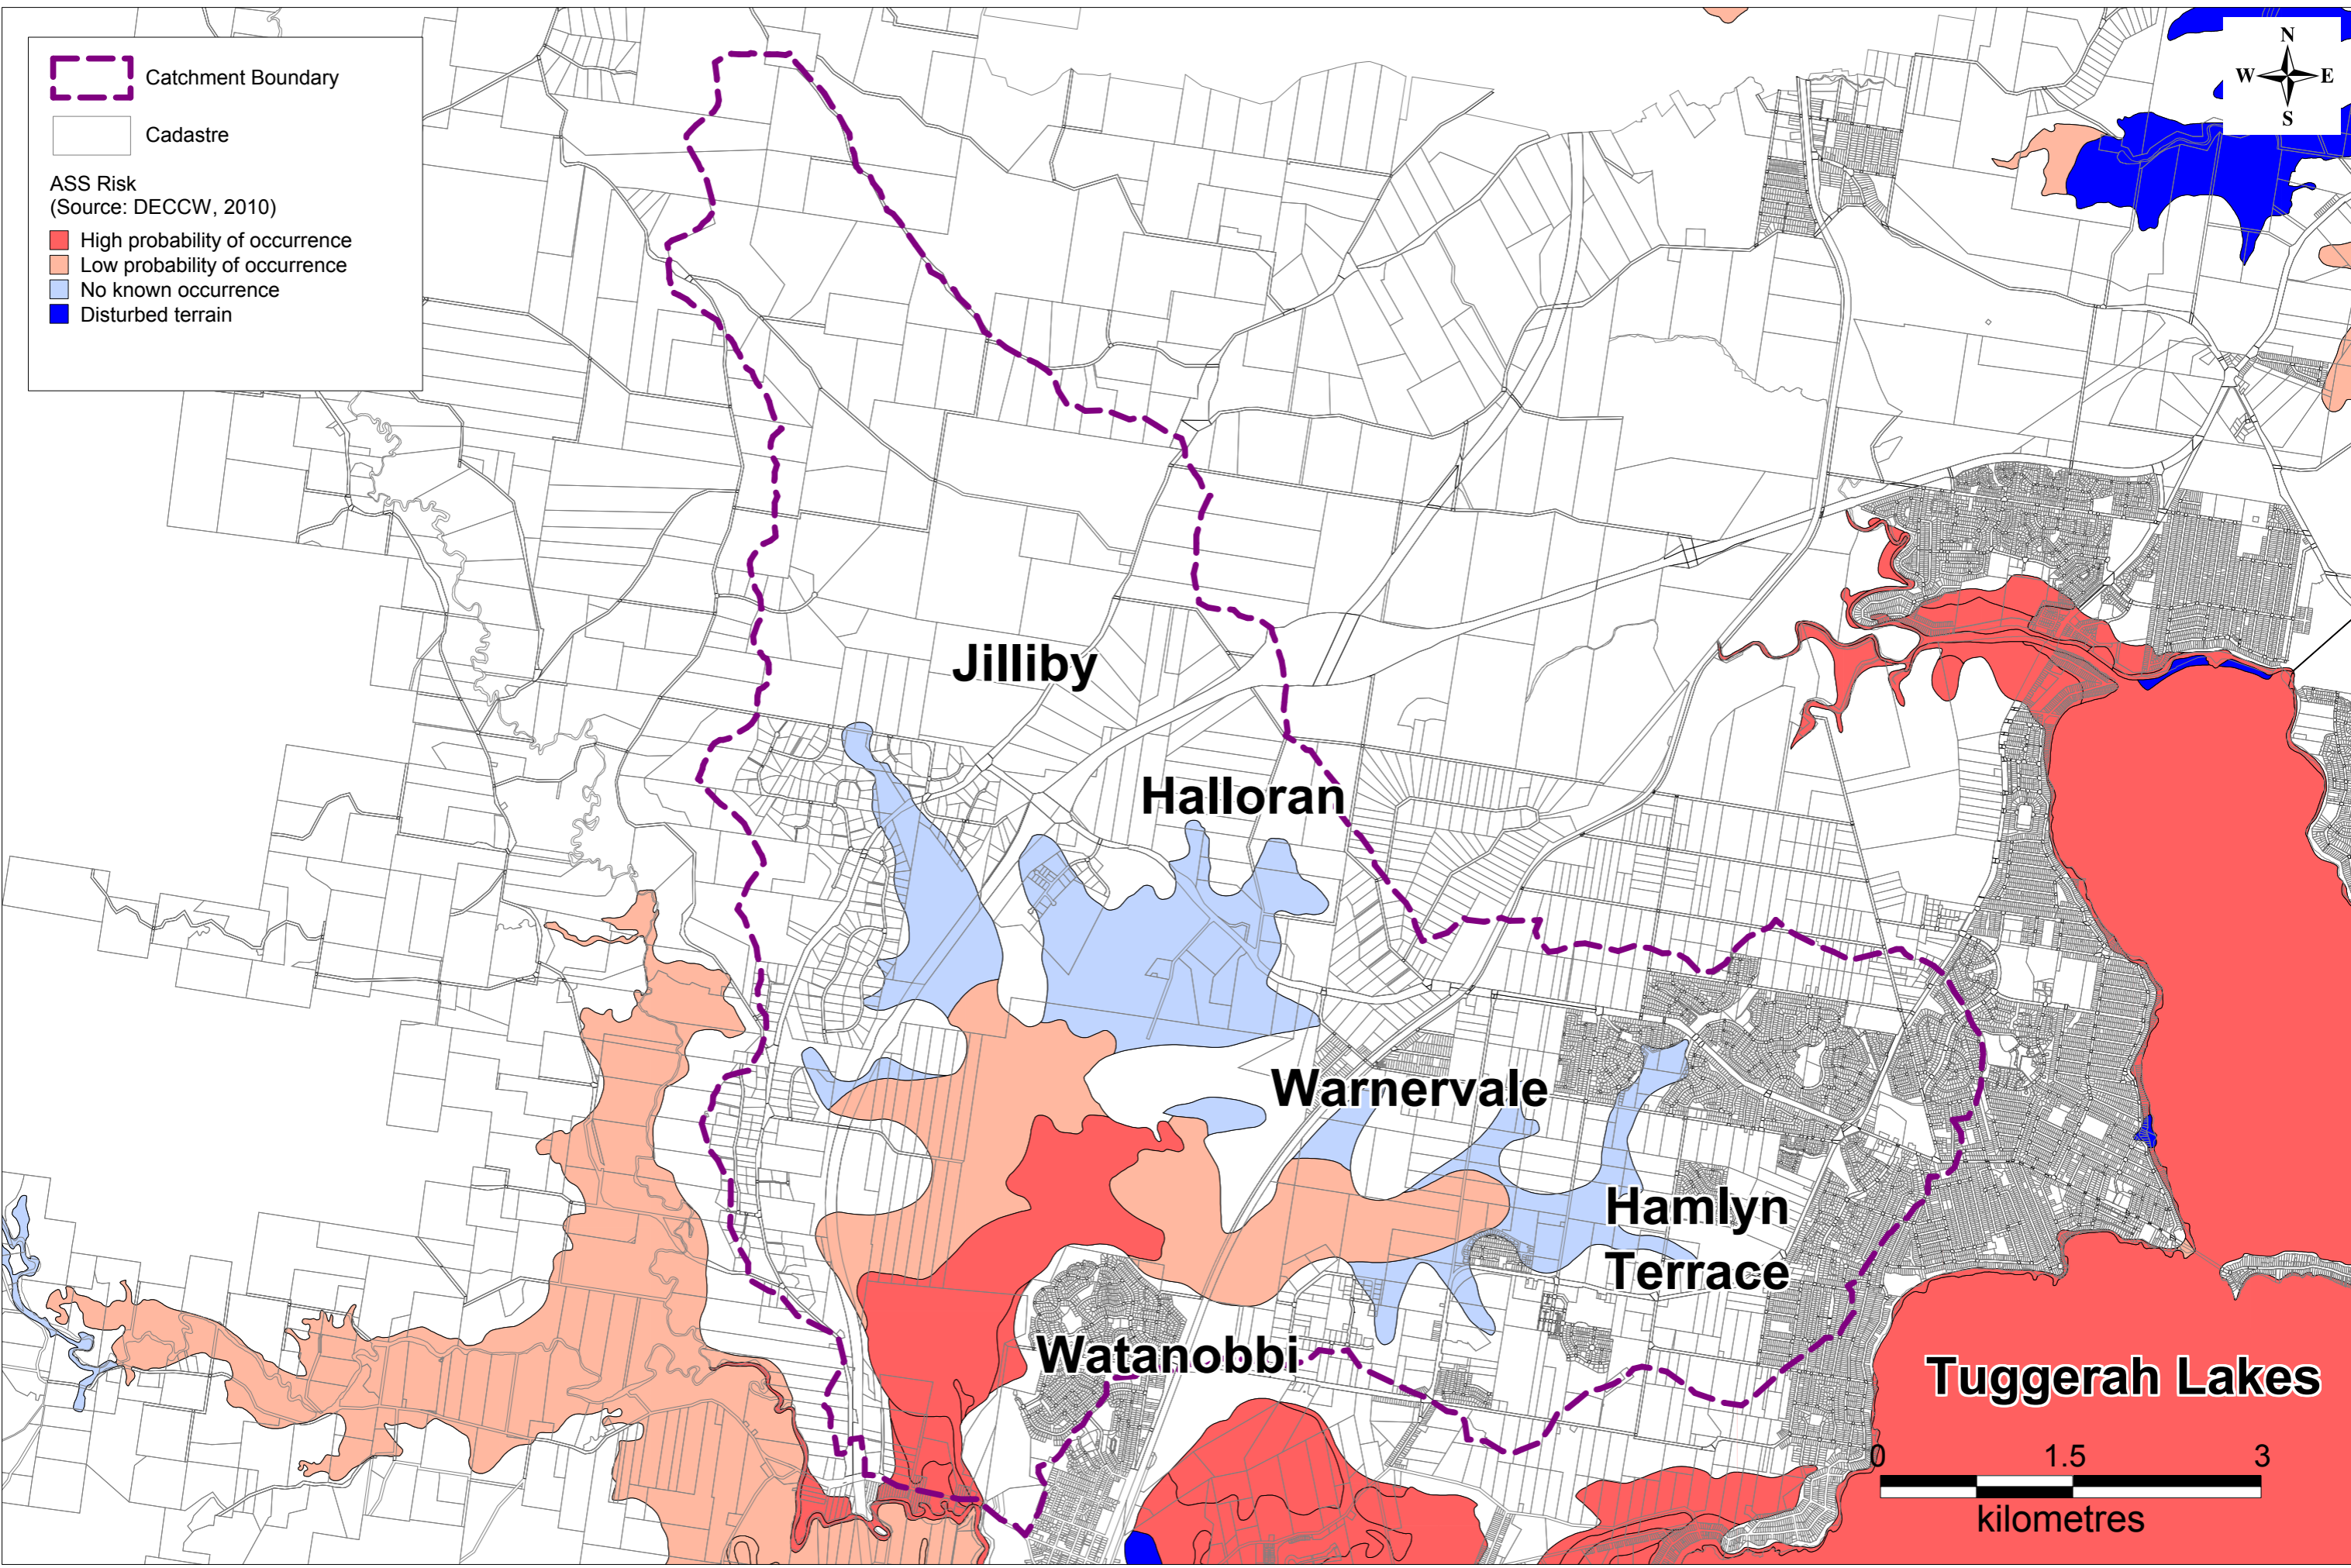 Catchment Boundary
Cadastre
ASS Risk
(Source: DECCW, 2010)
High probability of occurrence
Low probability of occurrence
No known occurrence
Disturbed terrain
N
W E
S
Jilliby
Halloran
Warnervale
Hamlyn
Terrace
Watanobbi
Tuggerah Lakes
0 1.5 3
kilometres